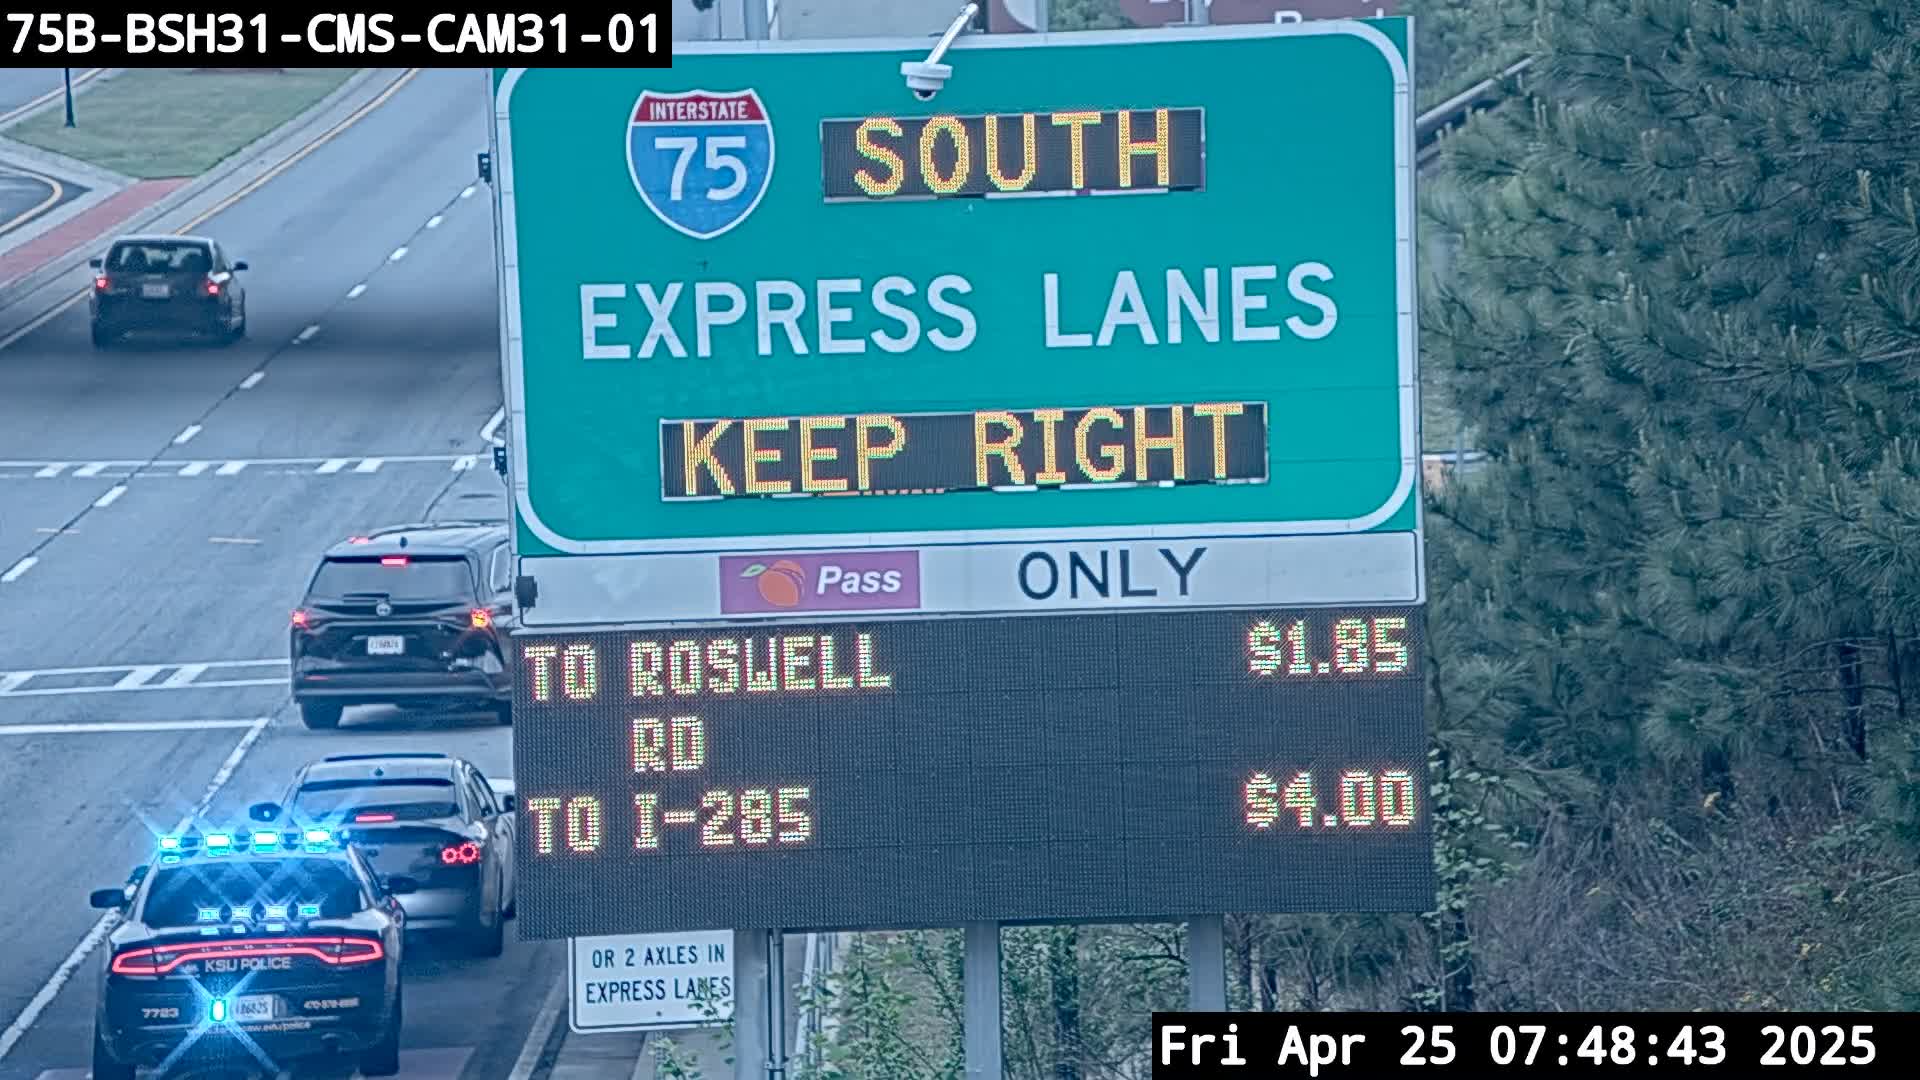 75B-BSH31-CMS-CAM31-01
INTERSTATE
75
SOUTH
EXPRESS LANES
KEEP RIGHT
Pass
ONLY
TO ROSWELL $1.85
RD
TO I-285 $4.00
OR 2 AXLES IN
EXPRESS LANES
KSU POLICE
7723
Fri Apr 25 07:48:43 2025